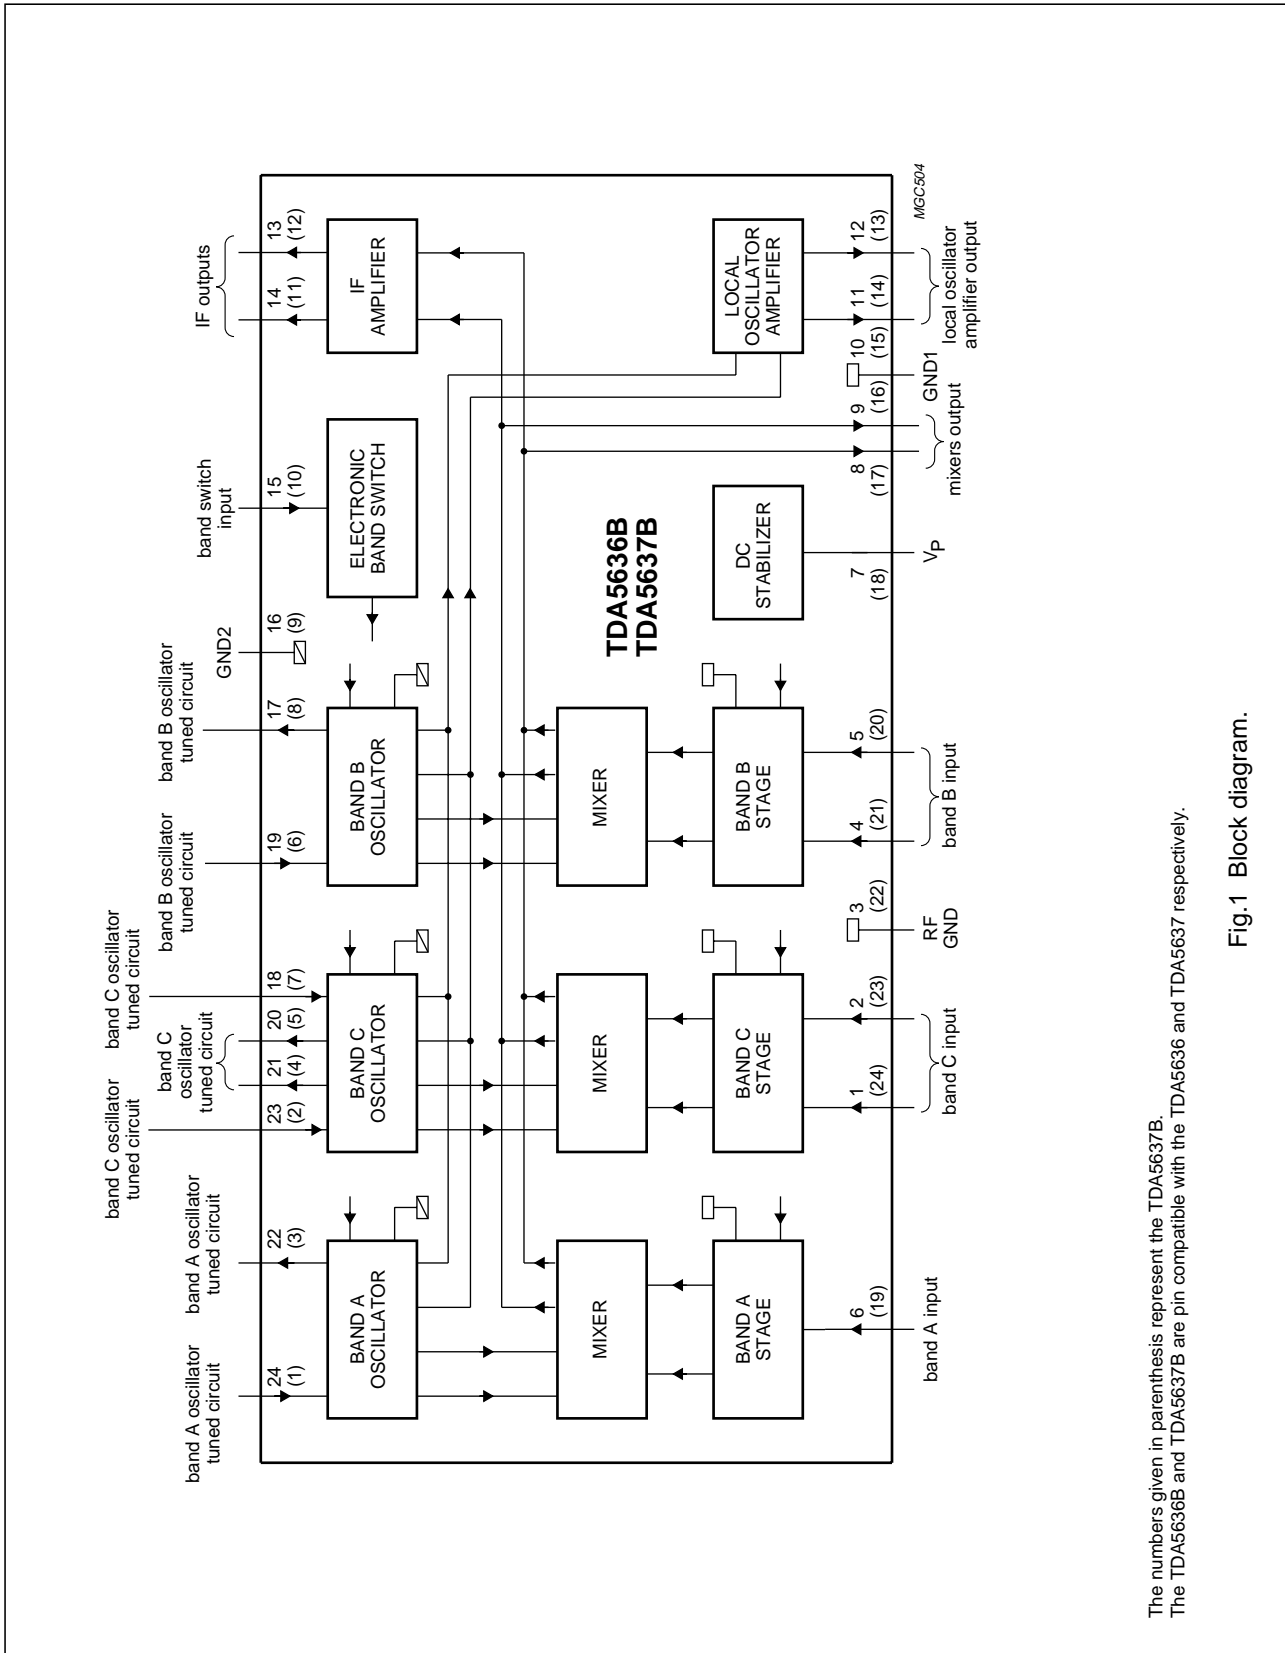 band A oscillator
tuned circuit
band A oscillator
tuned circuit
band C oscillator
tuned circuit
band C
oscillator
tuned circuit
band C oscillator
tuned circuit
band B oscillator
tuned circuit
band B oscillator
tuned circuit
GND2
band switch
input
IF outputs
24
(1)
22
(3)
23
(2)
21
(4)
20
(5)
18
(7)
19
(6)
17
(8)
16
(9)
15
(10)
14
(11)
13
(12)
BAND A
OSCILLATOR
BAND C
OSCILLATOR
BAND B
OSCILLATOR
ELECTRONIC
BAND SWITCH
IF
AMPLIFIER
MIXER
MIXER
MIXER
TDA5636B
TDA5637B
BAND A
STAGE
BAND C
STAGE
BAND B
STAGE
DC
STABILIZER
LOCAL
OSCILLATOR
AMPLIFIER
6
(19)
1
(24)
2
(23)
3
(22)
4
(21)
5
(20)
7
(18)
8
(17)
9
(16)
10
(15)
11
(14)
12
(13)
band A input
band C input
RF
GND
band B input
VP
mixers output
GND1
local oscillator
amplifier output
MGC504
The numbers given in parenthesis represent the TDA5637B.
The TDA5636B and TDA5637B are pin compatible with the TDA5636 and TDA5637 respectively.
Fig.1 Block diagram.